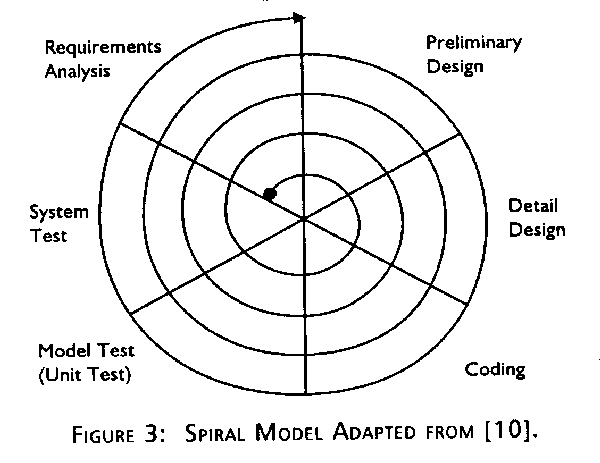 Requirements
Analysis
Preliminary
Design
System
Test
Detail
Design
Model Test
(Unit Test)
Coding
FIGURE 3: SPIRAL MODEL ADAPTED FROM [10].